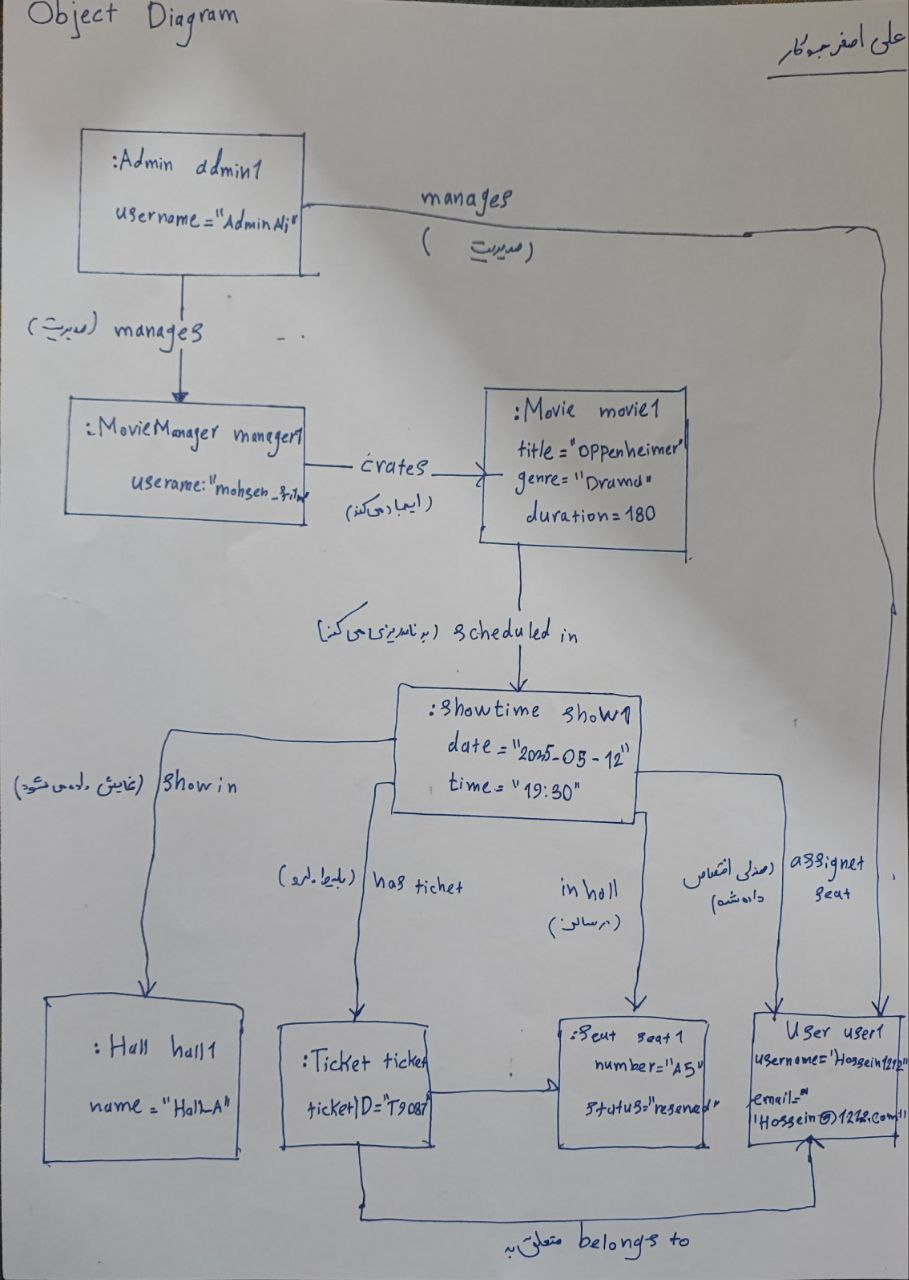 Object Diagram
علی اصغر جوکار
:Admin admin1
username="AdminAli"
manages
(مدیریت)
(مدیریت) manages
:MovieManager manager1
userame:"mohsen_film"
crates
(ایجاد می کند)
:Movie movie1
title="Oppenheimer"
genre="Drama"
duration=180
(برنامه ریزی می کند) scheduled in
:Showtime show1
date="2025-05-12"
time="19:30"
(نمایش داده می شود) show in
(بلیط دارد) has ticket
in hall
(در سالن)
(صندلی اختصاص داده شده) assignet seat
: Hall hall1
name="Hall_A"
:Ticket ticket
ticketID="T9087"
:Seat seat1
number="A5"
status="reserved"
User user1
username="Hossein1212"
email="
"Hossein@1212.com"
متعلق به belongs to